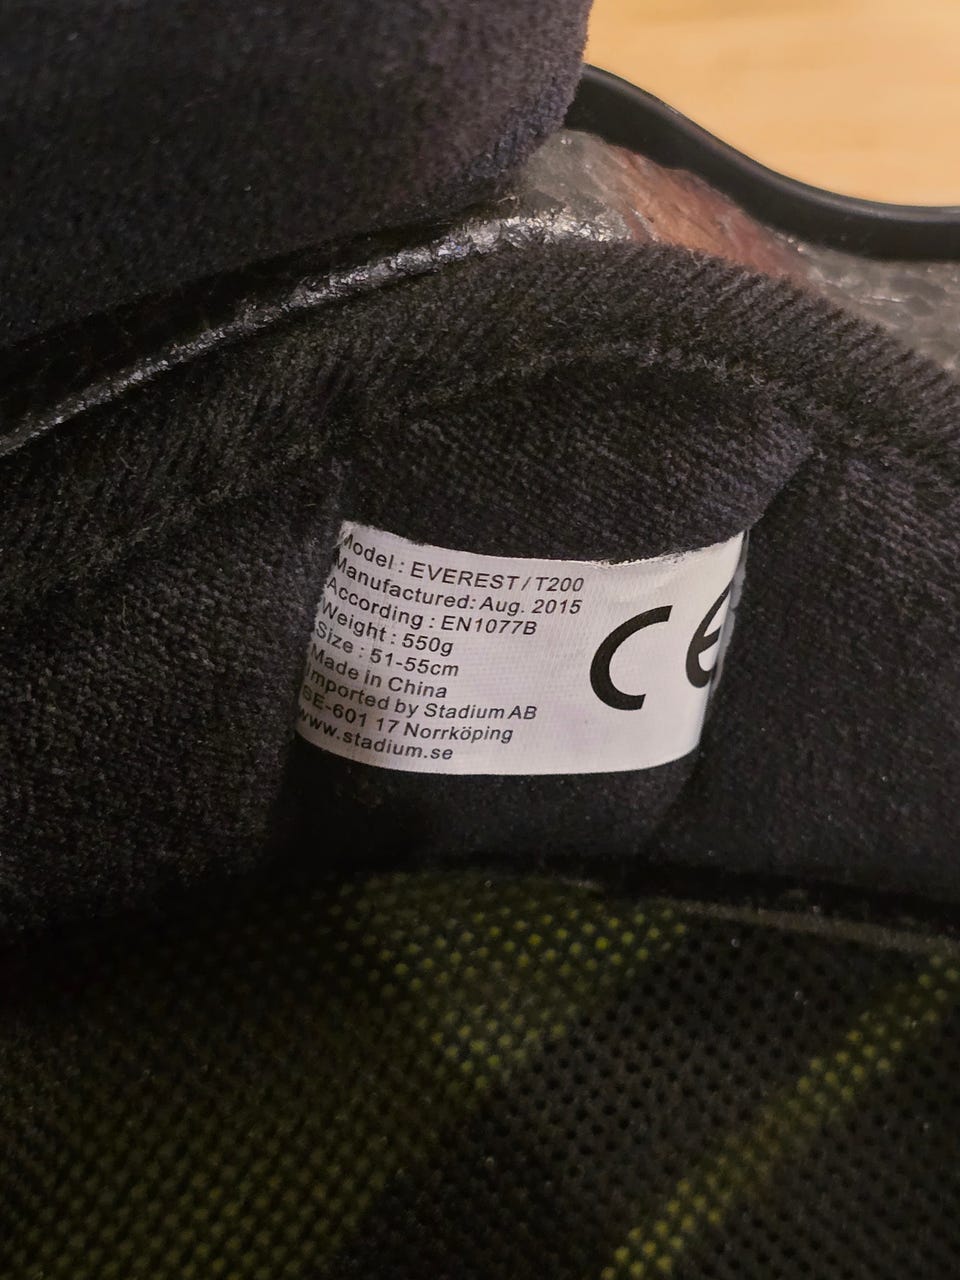 Model : EVEREST / T200
Manufactured: Aug. 2015
According : EN1077B
Weight : 550g
Size : 51-55cm
Made in China
Imported by Stadium AB
SE-601 17 Norrköping
www.stadium.se
CE